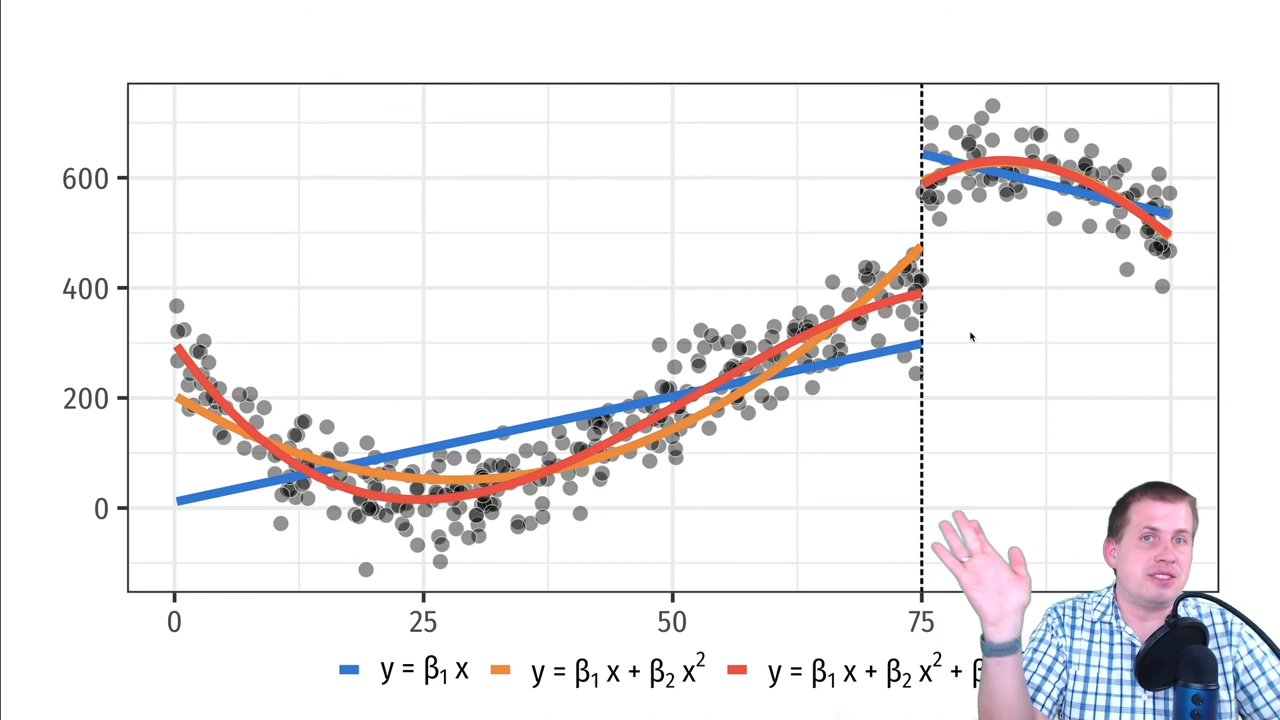 600
400
200
0
0 25 50 75
y = β₁ x y = β₁ x + β₂ x² y = β₁ x + β₂ x² +